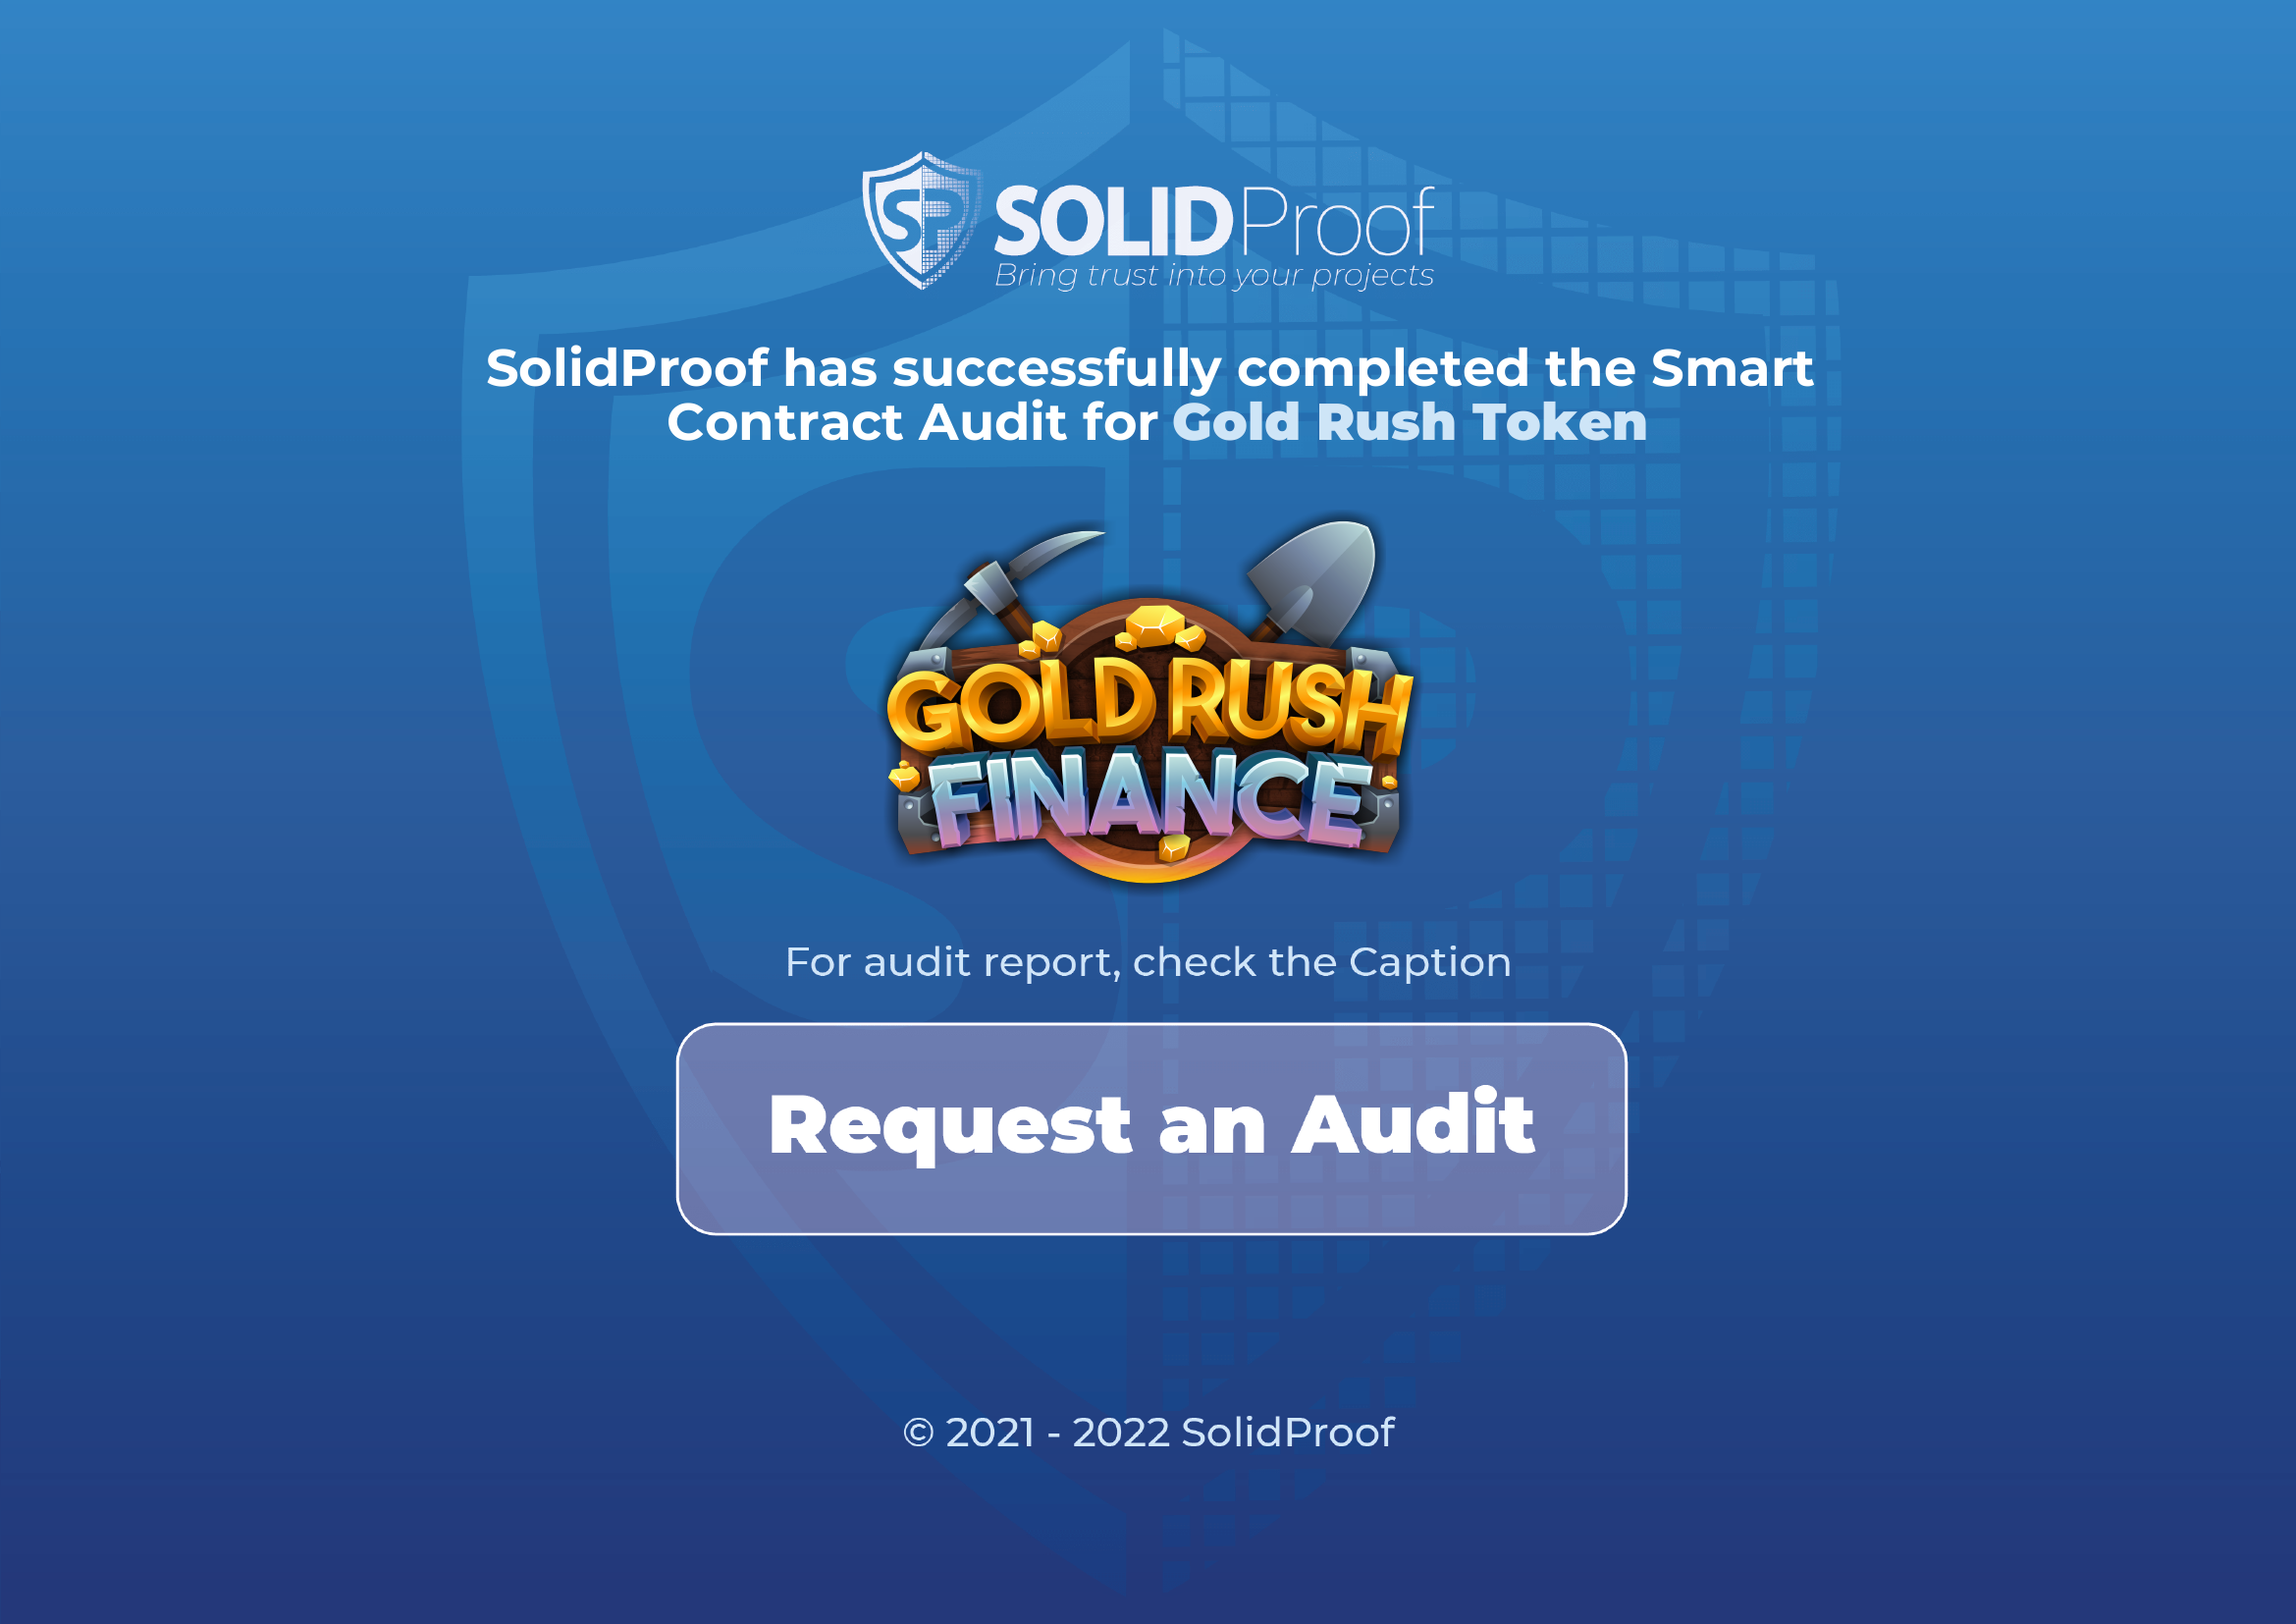 SP SOLIDProof
Bring trust into your projects
SolidProof has successfully completed the Smart
Contract Audit for Gold Rush Token
GOLD RUSH
FINANCE
For audit report, check the Caption
Request an Audit
© 2021 - 2022 SolidProof